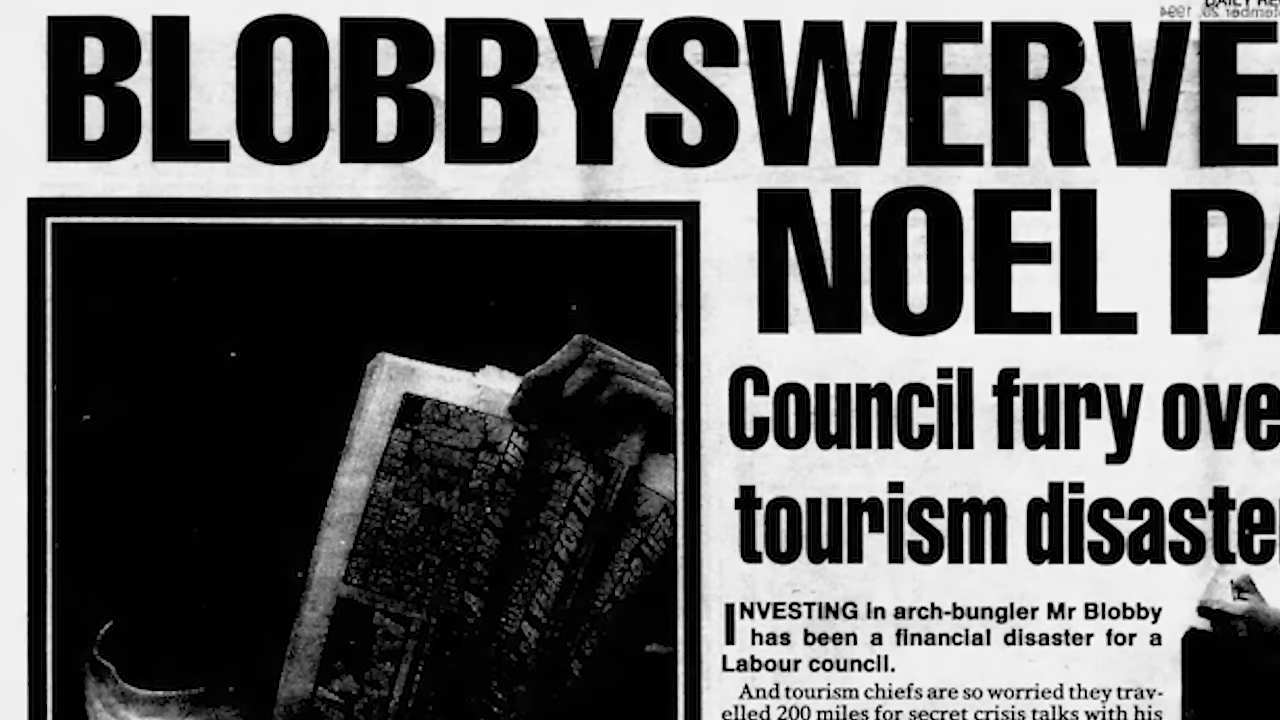 BLOBBYSWERVE
NOEL PA
Council fury ove
tourism disaste
INVESTING in arch-bungler Mr Blobby
has been a financial disaster for a
Labour council.
And tourism chiefs are so worried they trav-
elled 200 miles for secret crisis talks with his